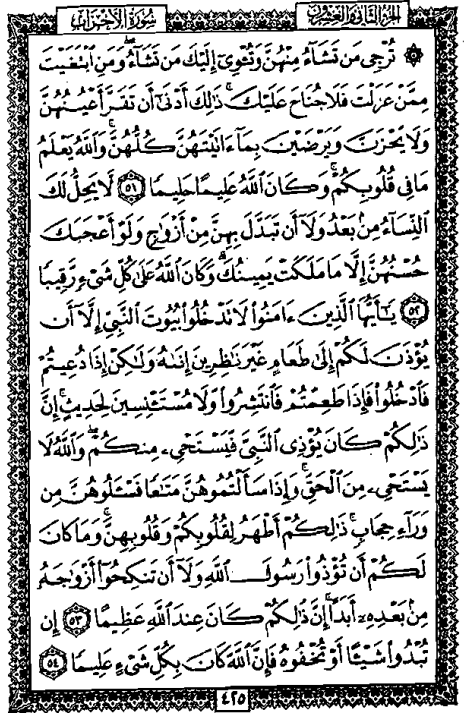 الجزء الثاني والعشرون
سورة الأحزاب
۞ تُرْجِى مَن تَشَآءُ مِنْهُنَّ وَتُـْٔوِىٓ إِلَيْكَ مَن تَشَآءُ وَمَنِ ٱبْتَغَيْتَ
مِمَّنْ عَزَلْتَ فَلَا جُنَاحَ عَلَيْكَ ذَٰلِكَ أَدْنَىٰٓ أَن تَقَرَّ أَعْيُنُهُنَّ
وَلَا يَحْزَنَّ وَيَرْضَيْنَ بِمَآ ءَاتَيْتَهُنَّ كُلُّهُنَّ وَٱللَّهُ يَعْلَمُ
مَا فِى قُلُوبِكُمْ وَكَانَ ٱللَّهُ عَلِيمًا حَلِيمًا ٥١ لَّا يَحِلُّ لَكَ
ٱلنِّسَآءُ مِنۢ بَعْدُ وَلَآ أَن تَبَدَّلَ بِهِنَّ مِنْ أَزْوَٰجٍ وَلَوْ أَعْجَبَكَ
حُسْنُهُنَّ إِلَّا مَا مَلَكَتْ يَمِينُكَ وَكَانَ ٱللَّهُ عَلَىٰ كُلِّ شَىْءٍ رَّقِيبًا
٥٢ يَـٰٓأَيُّهَا ٱلَّذِينَ ءَامَنُوا۟ لَا تَدْخُلُوا۟ بُيُوتَ ٱلنَّبِىِّ إِلَّآ أَن
يُؤْذَنَ لَكُمْ إِلَىٰ طَعَامٍ غَيْرَ نَـٰظِرِينَ إِنَىٰهُ وَلَـٰكِنْ إِذَا دُعِيتُمْ
فَٱدْخُلُوا۟ فَإِذَا طَعِمْتُمْ فَٱنتَشِرُوا۟ وَلَا مُسْتَـْٔنِسِينَ لِحَدِيثٍ إِنَّ
ذَٰلِكُمْ كَانَ يُؤْذِى ٱلنَّبِىَّ فَيَسْتَحْىِۦ مِنكُمْ وَٱللَّهُ لَا
يَسْتَحْىِۦ مِنَ ٱلْحَقِّ وَإِذَا سَأَلْتُمُوهُنَّ مَتَـٰعًا فَسْـَٔلُوهُنَّ مِن
وَرَآءِ حِجَابٍ ذَٰلِكُمْ أَطْهَرُ لِقُلُوبِكُمْ وَقُلُوبِهِنَّ وَمَا كَانَ
لَكُمْ أَن تُؤْذُوا۟ رَسُولَ ٱللَّهِ وَلَآ أَن تَنكِحُوٓا۟ أَزْوَٰجَهُۥ
مِنۢ بَعْدِهِۦٓ أَبَدًا إِنَّ ذَٰلِكُمْ كَانَ عِندَ ٱللَّهِ عَظِيمًا ٥٣ إِن
تُبْدُوا۟ شَيْـًٔا أَوْ تُخْفُوهُ فَإِنَّ ٱللَّهَ كَانَ بِكُلِّ شَىْءٍ عَلِيمًا ٥٤
٤٢٥